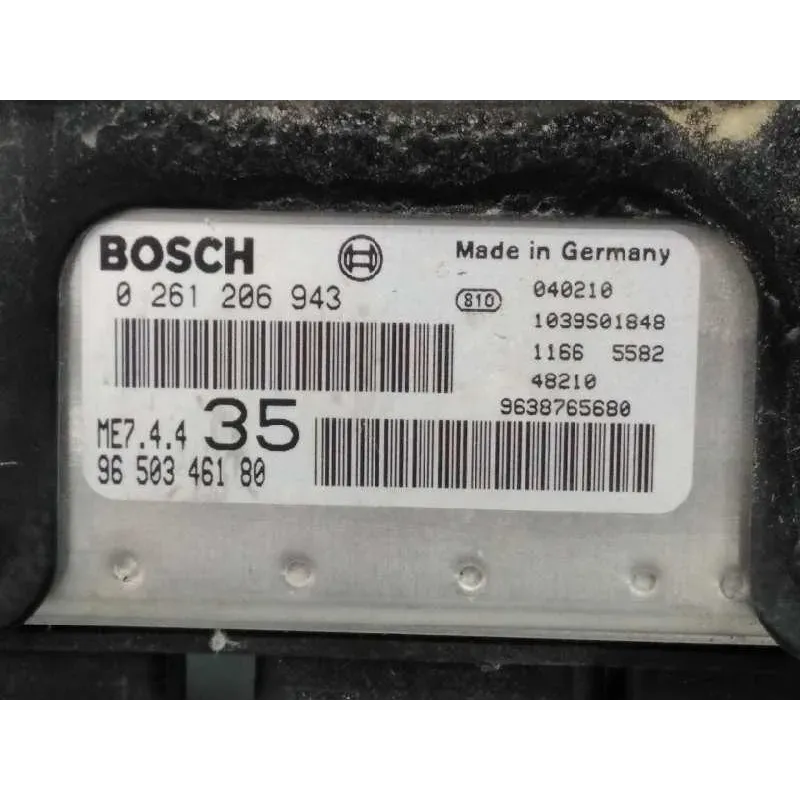 BOSCH
Made in Germany
0 261 206 943
810
040210
1039S01848
1166 5582
48210
9638765680
ME7.4.4 35
96 503 461 80